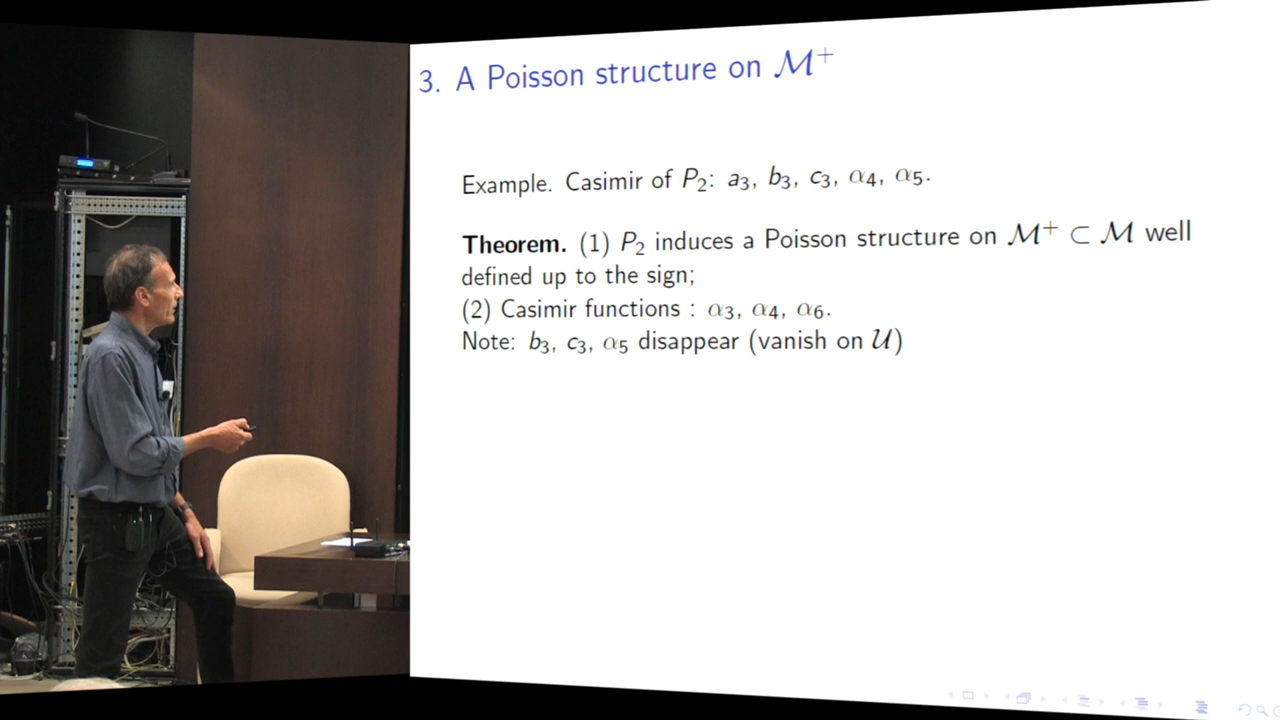 3. A Poisson structure on ℳ⁺
Example. Casimir of P₂: a₃, b₃, c₃, α₄, α₅.
Theorem. (1) P₂ induces a Poisson structure on ℳ⁺ ⊂ ℳ well
defined up to the sign;
(2) Casimir functions : α₃, α₄, α₆.
Note: b₃, c₃, α₅ disappear (vanish on 𝒰)